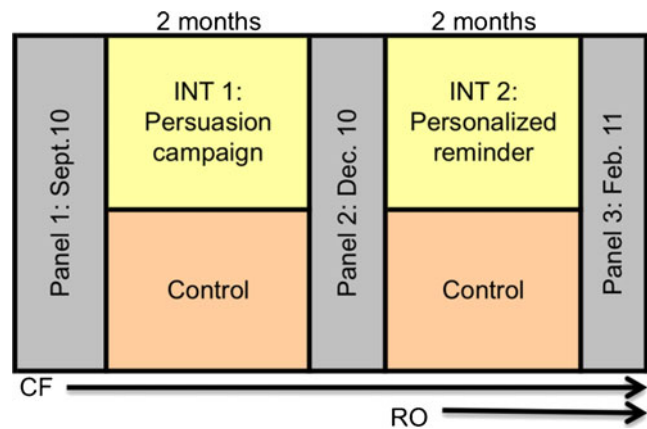 2 months
2 months
Panel 1: Sept.10
INT 1:
Persuasion
campaign
Control
Panel 2: Dec. 10
INT 2:
Personalized
reminder
Control
Panel 3: Feb. 11
CF
RO